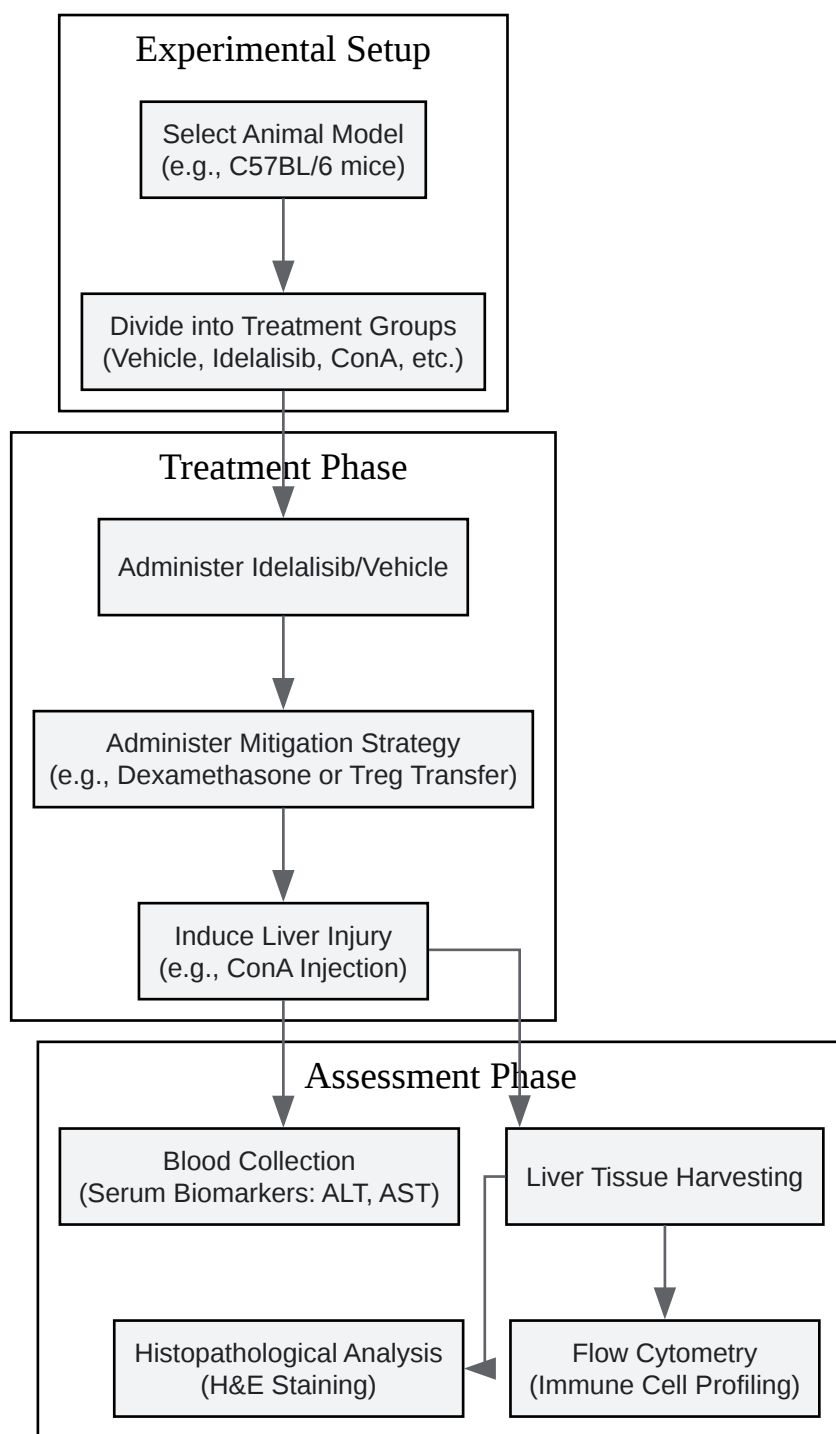 Experimental Setup
Select Animal Model
(e.g., C57BL/6 mice)
Divide into Treatment Groups
(Vehicle, Idelalisib, ConA, etc.)
Treatment Phase
Administer Idelalisib/Vehicle
Administer Mitigation Strategy
(e.g., Dexamethasone or Treg Transfer)
Induce Liver Injury
(e.g., ConA Injection)
Assessment Phase
Blood Collection
(Serum Biomarkers: ALT, AST)
Liver Tissue Harvesting
Histopathological Analysis
(H&E Staining)
Flow Cytometry
(Immune Cell Profiling)